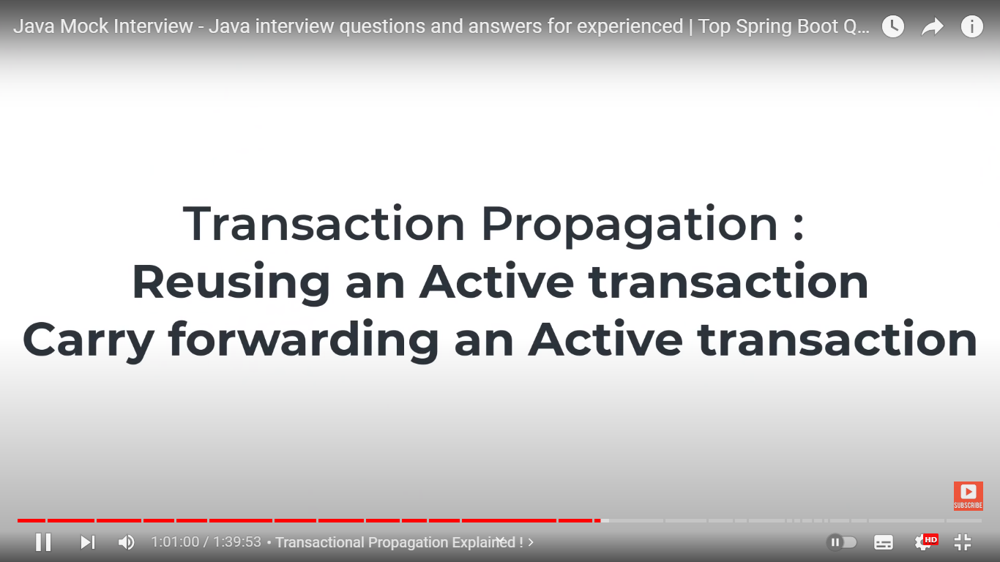 Java Mock Interview - Java interview questions and answers for experienced | Top Spring Boot Q...
Transaction Propagation :
Reusing an Active transaction
Carry forwarding an Active transaction
SUBSCRIBE
1:01:00 / 1:39:53 • Transactional Propagation Explained ! >
HD